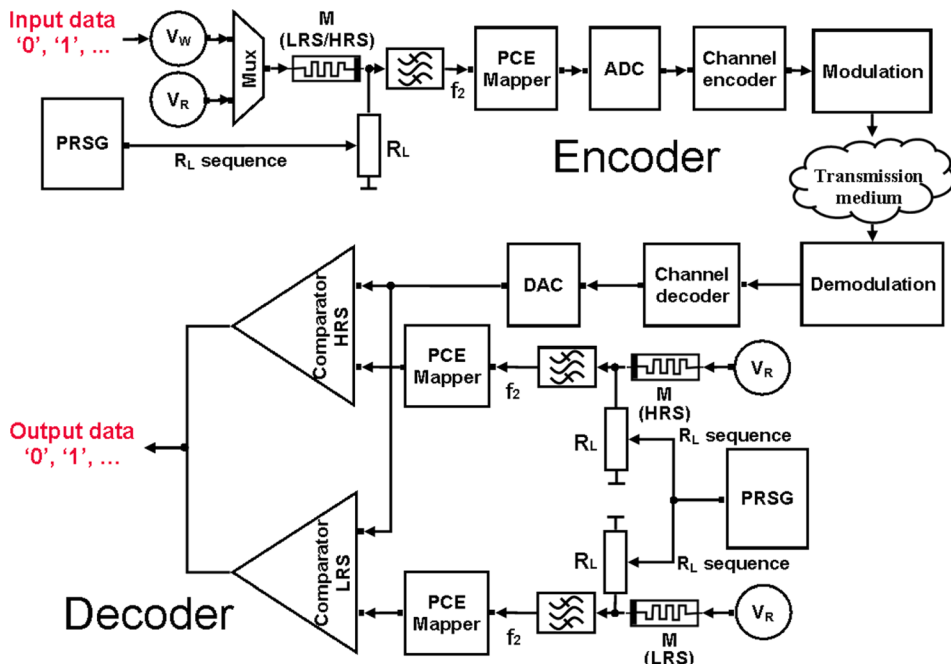 Input data
‘0’, ‘1’, ...
V_W
V_R
Mux
M
(LRS/HRS)
f₂
PCE
Mapper
ADC
Channel
encoder
Modulation
PRSG
R_L sequence
R_L
Encoder
Transmission
medium
Comparator
HRS
DAC
Channel
decoder
Demodulation
PCE
Mapper
f₂
M
(HRS)
V_R
Output data
‘0’, ‘1’, ...
R_L
R_L sequence
PRSG
R_L
R_L sequence
Comparator
LRS
Decoder
PCE
Mapper
f₂
M
(LRS)
V_R